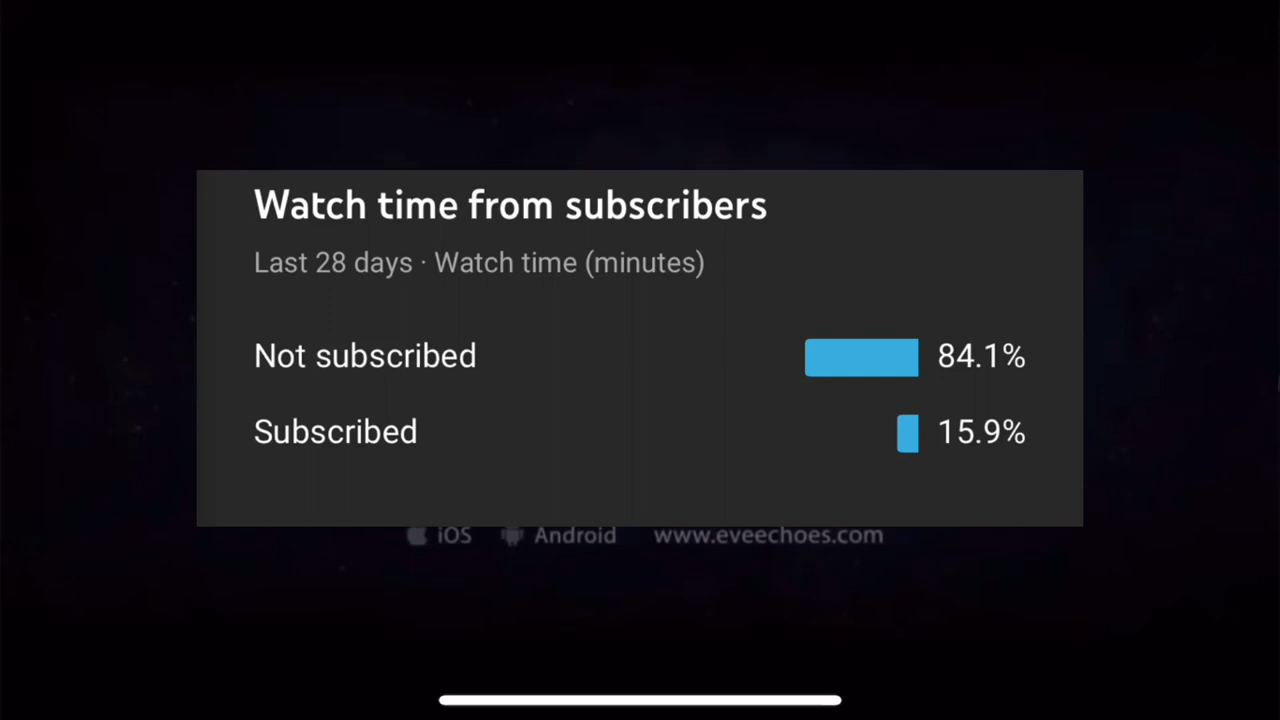 Watch time from subscribers
Last 28 days · Watch time (minutes)
Not subscribed 84.1%
Subscribed 15.9%
iOS Android www.eveechoes.com